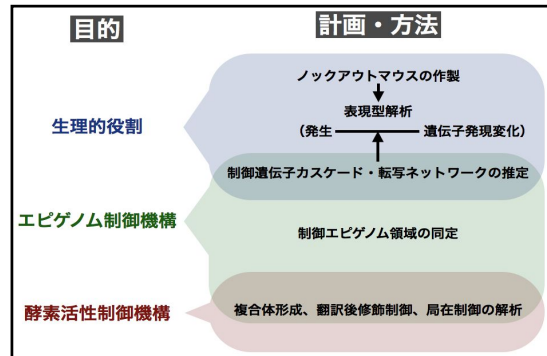 目的
計画・方法
ノックアウトマウスの作製
表現型解析
生理的役割
(発生 遺伝子発現変化)
制御遺伝子カスケード・転写ネットワークの推定
エピゲノム制御機構
制御エピゲノム領域の同定
酵素活性制御機構
複合体形成、翻訳後修飾制御、局在制御の解析